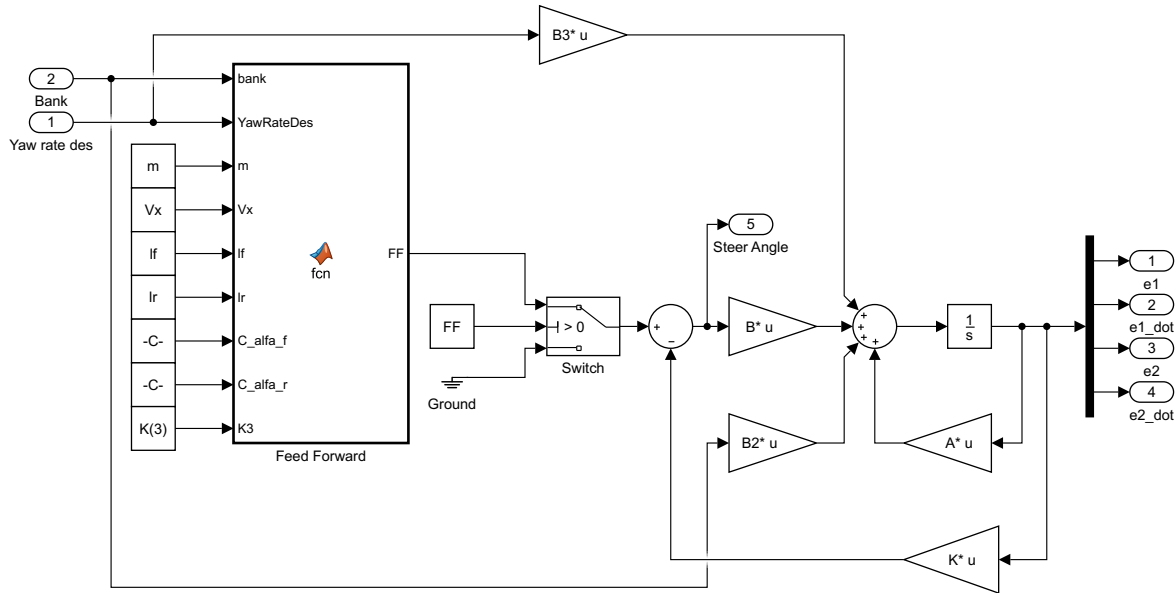 B3* u
2
Bank
1
Yaw rate des
bank
YawRateDes
m
m
Vx
Vx
lf
lf
lr
lr
-C-
C_alfa_f
-C-
C_alfa_r
K(3)
K3
fcn
FF
Feed Forward
FF
Ground
> 0
Switch
+
−
5
Steer Angle
B* u
B2* u
+
+
+
+
1
s
A* u
K* u
1
e1
2
e1_dot
3
e2
4
e2_dot